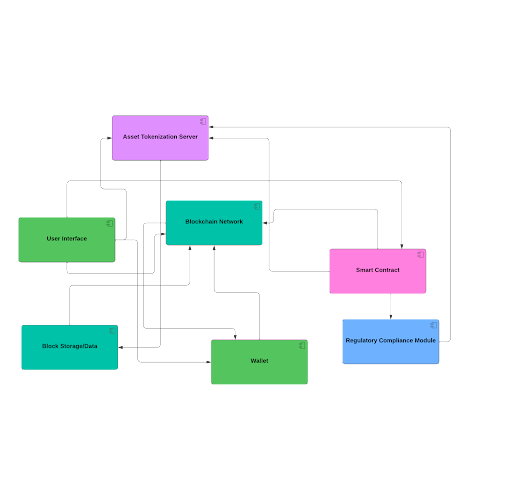 Asset Tokenization Server
Blockchain Network
User Interface
Smart Contract
Block Storage/Data
Regulatory Compliance Module
Wallet